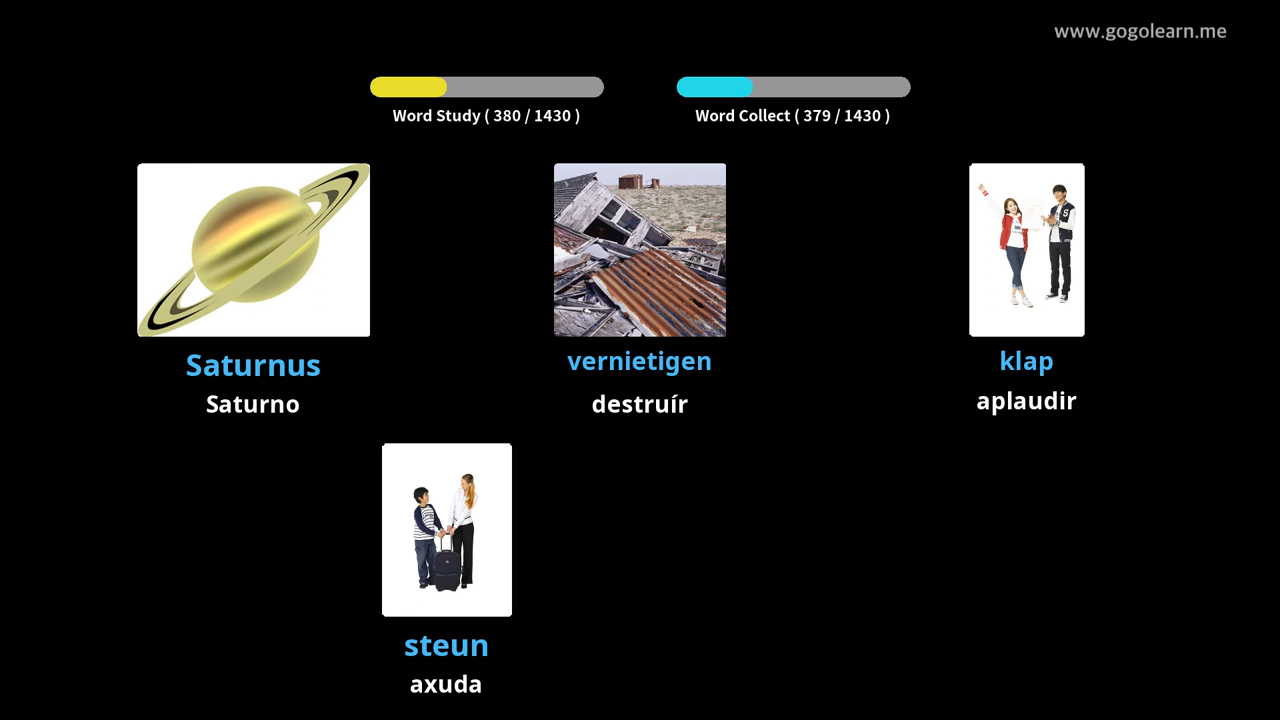 www.gogolearn.me
Word Study ( 380 / 1430 )
Word Collect ( 379 / 1430 )
Saturnus
Saturno
vernietigen
destruír
klap
aplaudir
steun
axuda